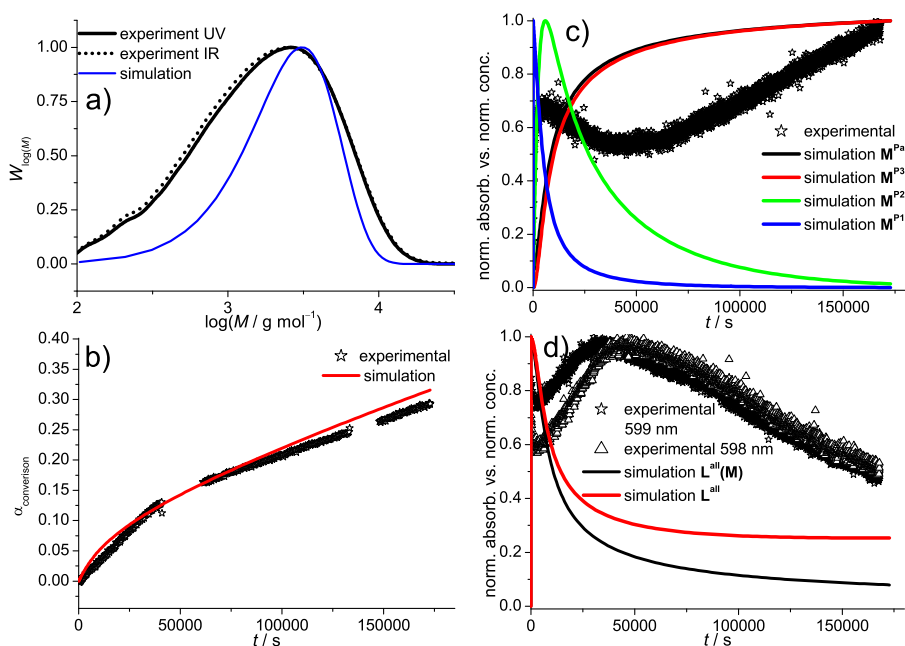 a)
experiment UV
experiment IR
simulation
W_log(M)
1.00
0.75
0.50
0.25
0.00
2 2 3 3 4 4
log(M / g mol⁻¹)
b)
experimental
simulation
α_converison
0.40
0.35
0.30
0.25
0.20
0.15
0.10
0.05
0.00
0 50000 100000 150000
t / s
c)
experimental
simulation M^Pa
simulation M^P3
simulation M^P2
simulation M^P1
norm. absorb. vs. norm. conc.
1.0
0.8
0.6
0.4
0.2
0.0
0 50000 100000 150000
t / s
d)
experimental
599 nm
experimental 598 nm
simulation L^all(M)
simulation L^all
norm. absorb. vs. norm. conc.
1.0
0.8
0.6
0.4
0.2
0.0
0 50000 100000 150000
t / s